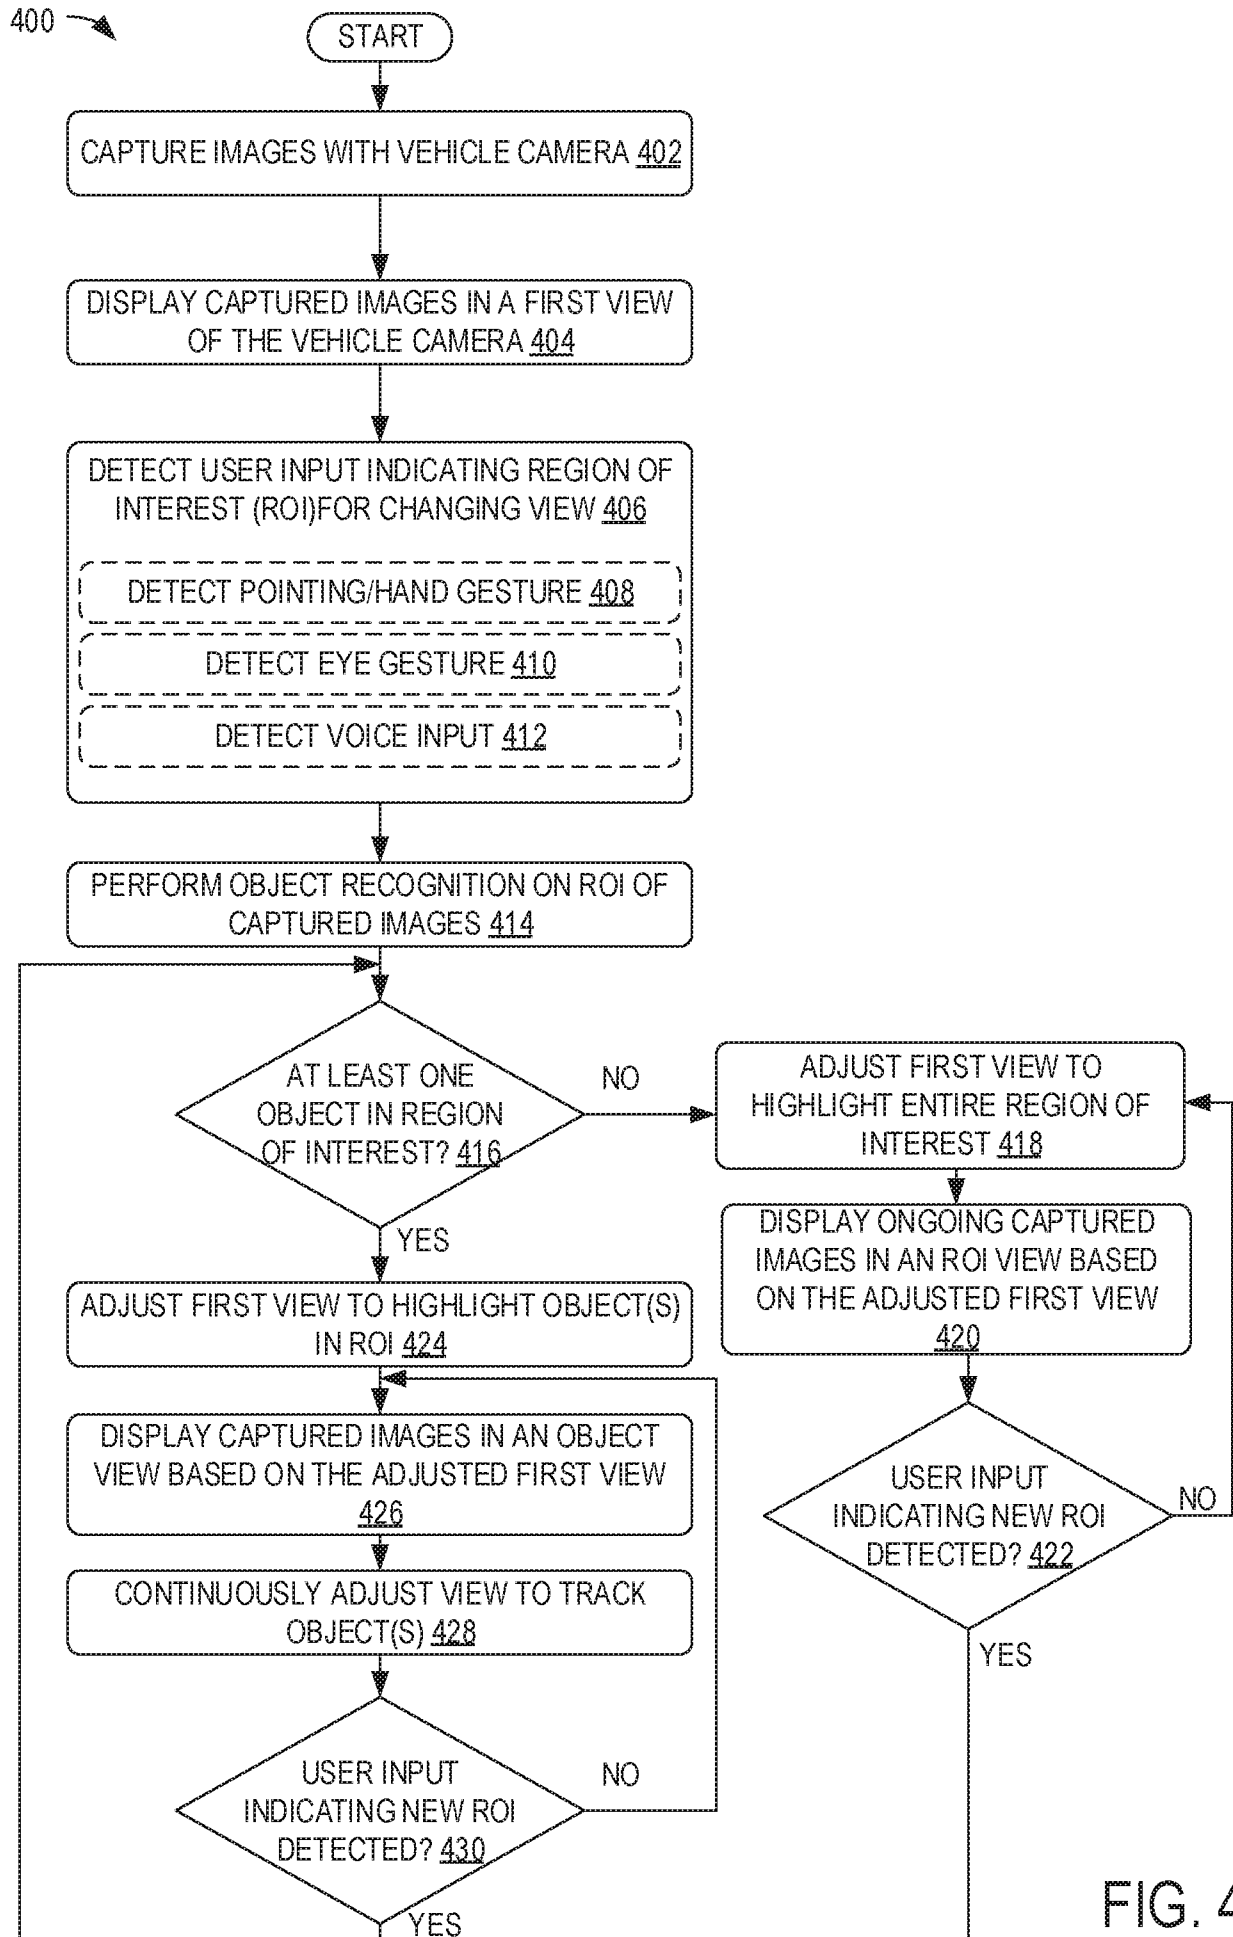 400
START
CAPTURE IMAGES WITH VEHICLE CAMERA 402
DISPLAY CAPTURED IMAGES IN A FIRST VIEW
OF THE VEHICLE CAMERA 404
DETECT USER INPUT INDICATING REGION OF
INTEREST (ROI)FOR CHANGING VIEW 406
DETECT POINTING/HAND GESTURE 408
DETECT EYE GESTURE 410
DETECT VOICE INPUT 412
PERFORM OBJECT RECOGNITION ON ROI OF
CAPTURED IMAGES 414
AT LEAST ONE
OBJECT IN REGION
OF INTEREST? 416
NO
YES
ADJUST FIRST VIEW TO
HIGHLIGHT ENTIRE REGION OF
INTEREST 418
DISPLAY ONGOING CAPTURED
IMAGES IN AN ROI VIEW BASED
ON THE ADJUSTED FIRST VIEW
420
USER INPUT
INDICATING NEW ROI
DETECTED? 422
NO
YES
ADJUST FIRST VIEW TO HIGHLIGHT OBJECT(S)
IN ROI 424
DISPLAY CAPTURED IMAGES IN AN OBJECT
VIEW BASED ON THE ADJUSTED FIRST VIEW
426
CONTINUOUSLY ADJUST VIEW TO TRACK
OBJECT(S) 428
USER INPUT
INDICATING NEW ROI
DETECTED? 430
NO
YES
FIG. 4